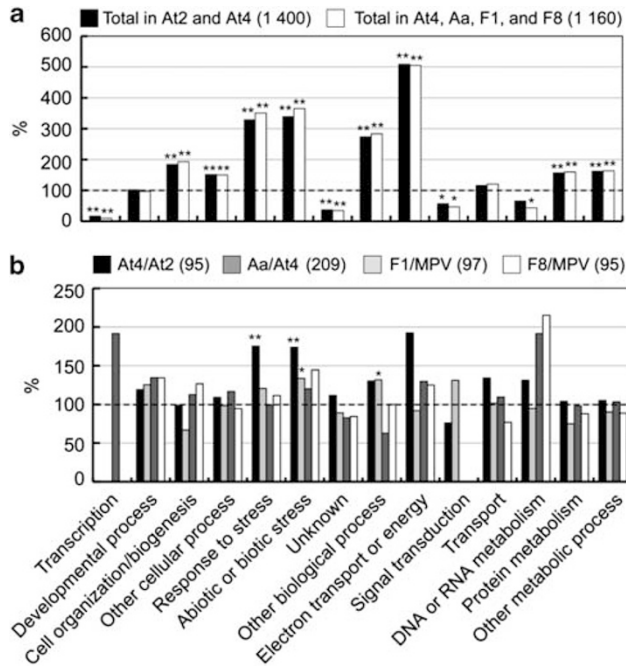 a
Total in At2 and At4 (1 400) Total in At4, Aa, F1, and F8 (1 160)
600
500
400
300
200
100
0
%
** ** ** ** **** ** ** ** ** ** ** ** ** ** ** * * * ** ** ** **
b
At4/At2 (95) Aa/At4 (209) F1/MPV (97) F8/MPV (95)
250
200
150
100
50
0
%
** ** * *
Transcription
Developmental process
Cell organization/biogenesis
Other cellular process
Response to stress
Abiotic or biotic stress
Unknown
Other biological process
Electron transport or energy
Signal transduction
Transport
DNA or RNA metabolism
Protein metabolism
Other metabolic process